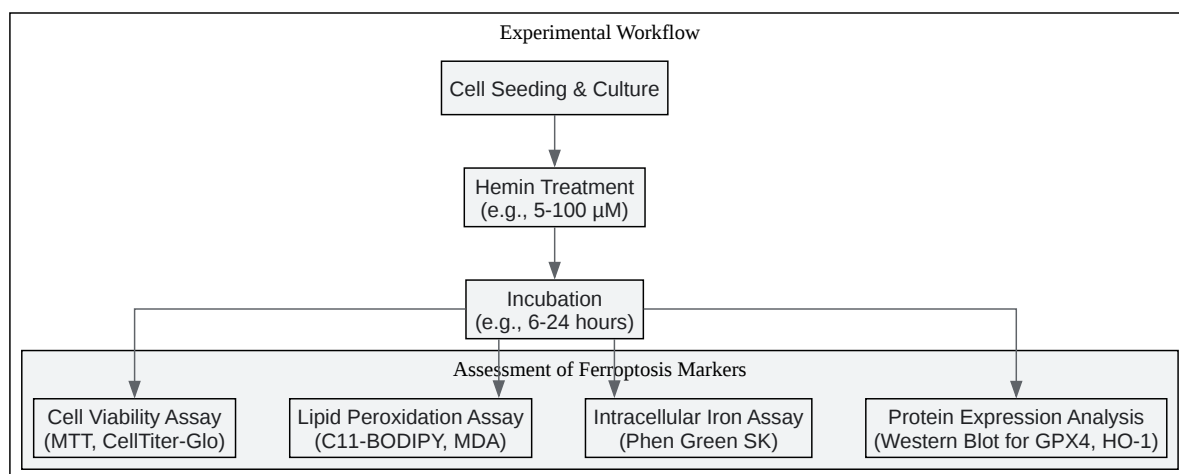 Experimental Workflow
Cell Seeding & Culture
Hemin Treatment
(e.g., 5-100 µM)
Incubation
(e.g., 6-24 hours)
Assessment of Ferroptosis Markers
Cell Viability Assay
(MTT, CellTiter-Glo)
Lipid Peroxidation Assay
(C11-BODIPY, MDA)
Intracellular Iron Assay
(Phen Green SK)
Protein Expression Analysis
(Western Blot for GPX4, HO-1)